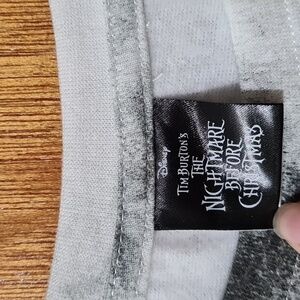 Disney
TIM BURTON'S
THE
NIGHTMARE
BEFORE
CHRISTMAS